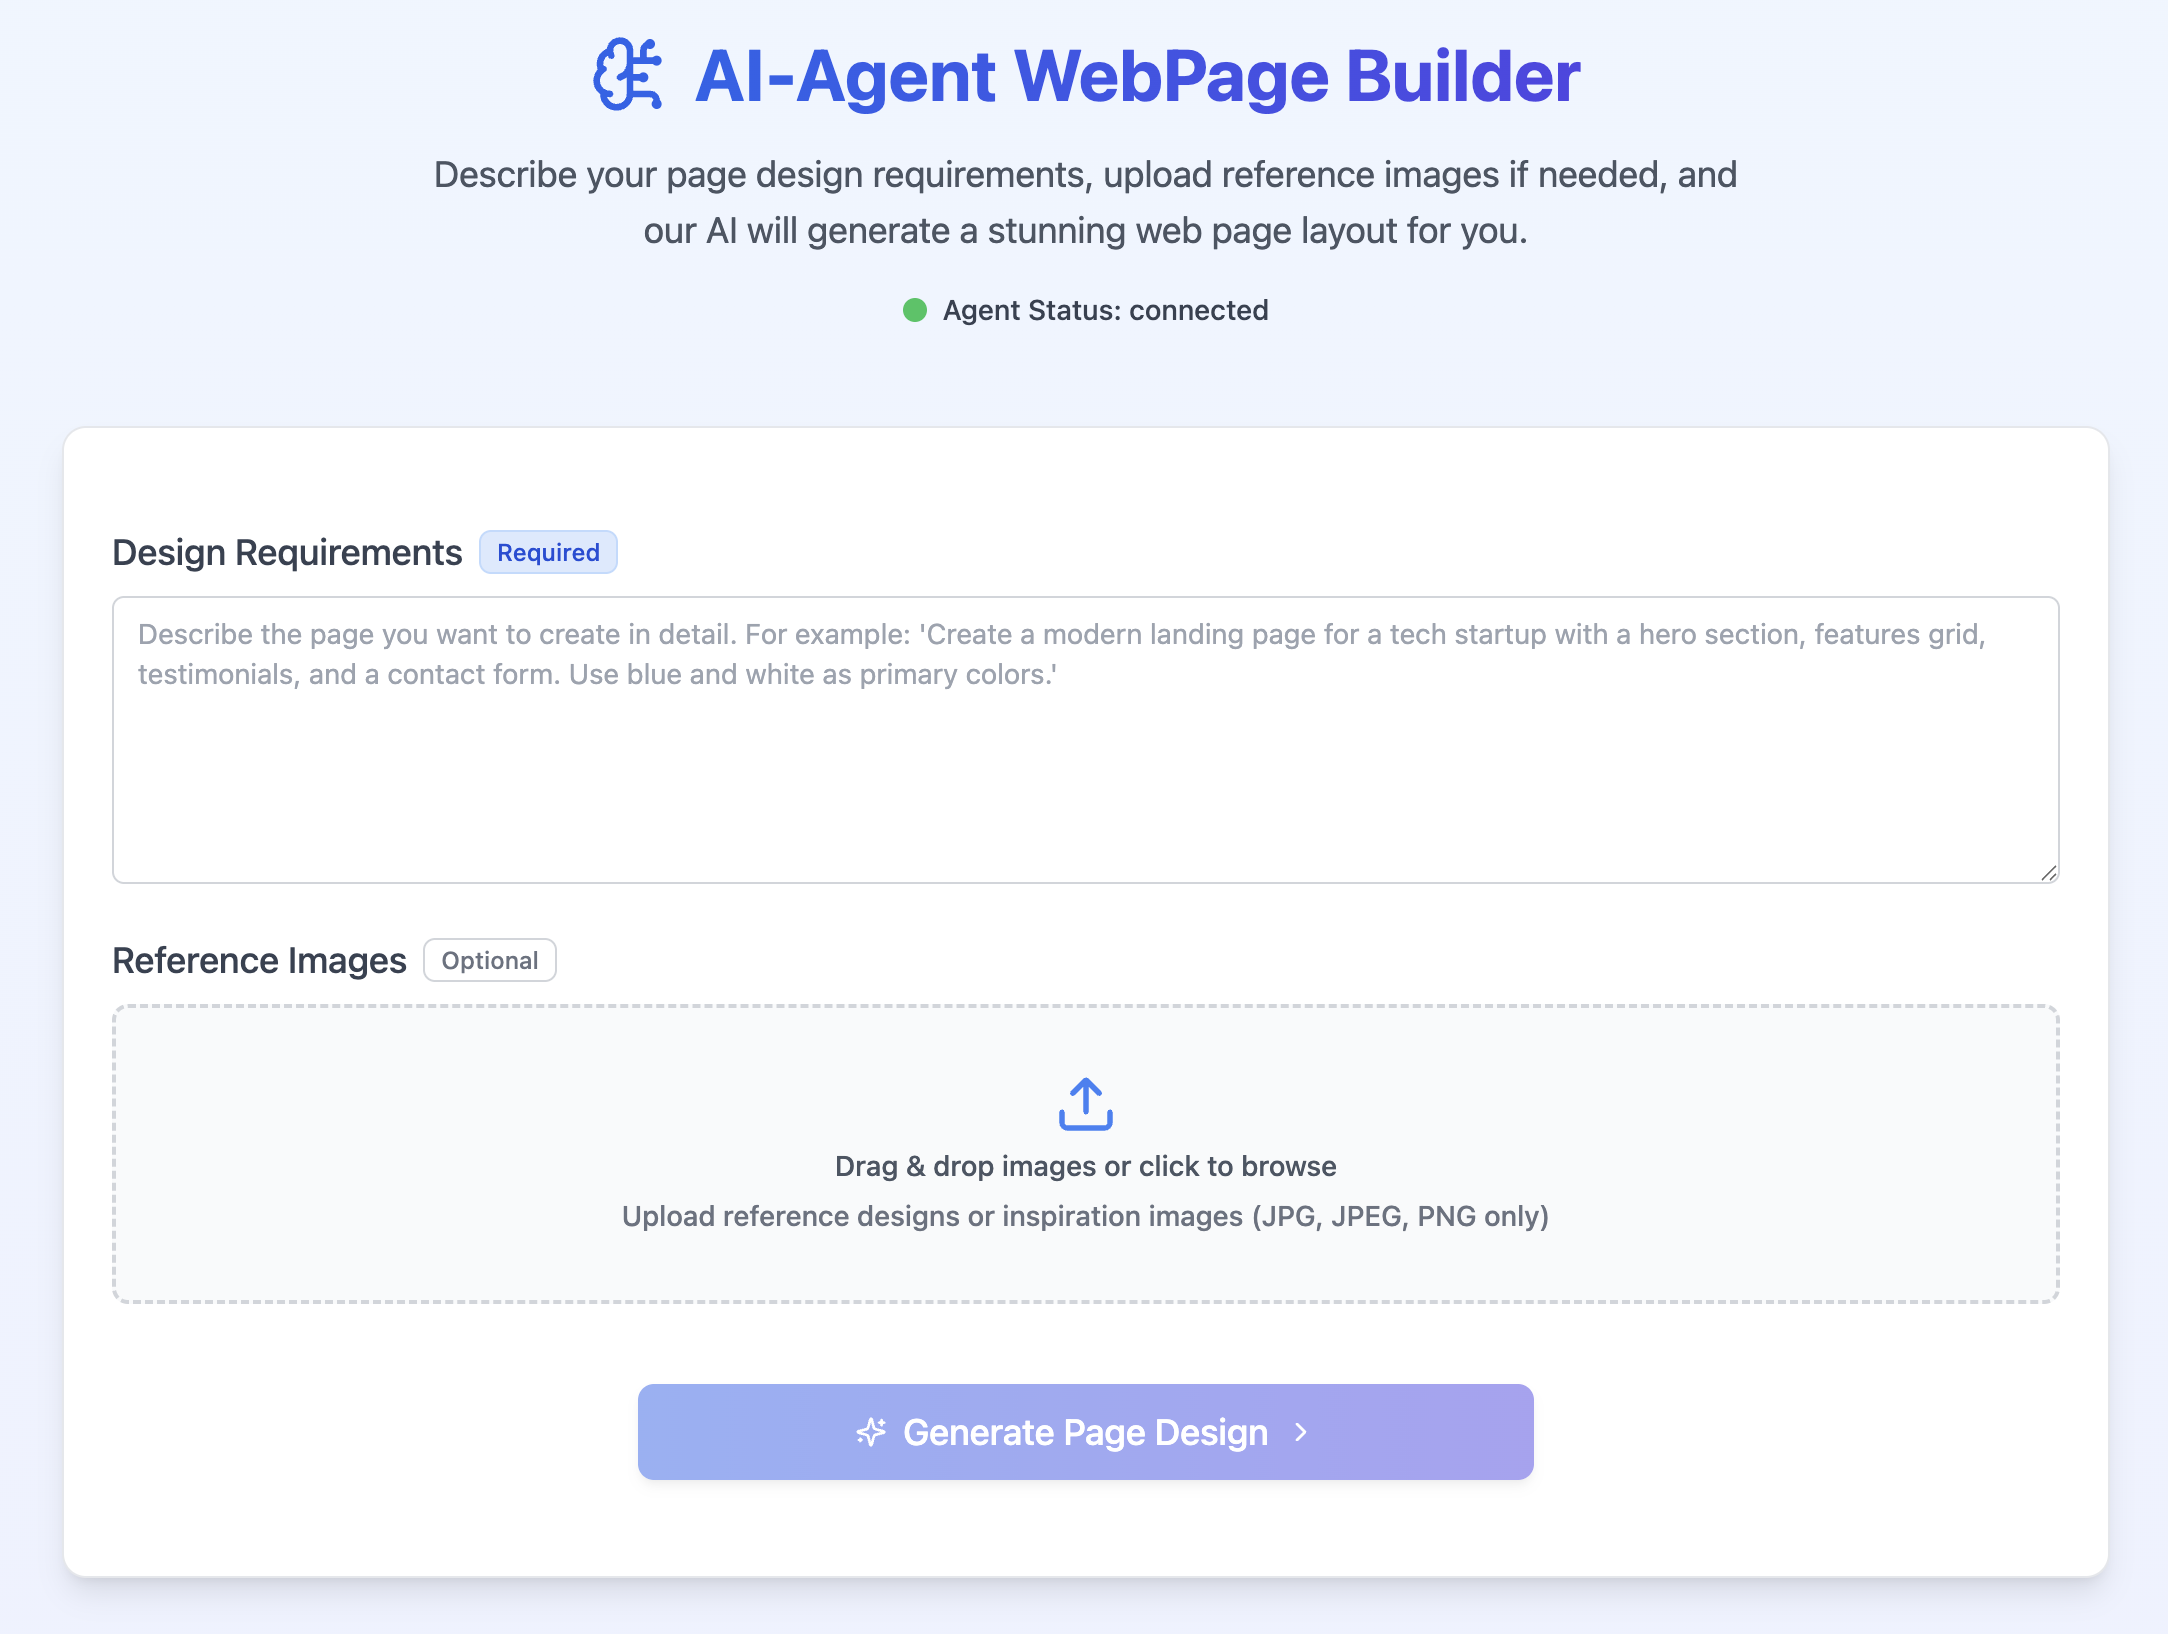 AI-Agent WebPage Builder
Describe your page design requirements, upload reference images if needed, and
our AI will generate a stunning web page layout for you.
Agent Status: connected
Design Requirements Required
Describe the page you want to create in detail. For example: 'Create a modern landing page for a tech startup with a hero section, features grid,
testimonials, and a contact form. Use blue and white as primary colors.'
Reference Images Optional
Drag & drop images or click to browse
Upload reference designs or inspiration images (JPG, JPEG, PNG only)
Generate Page Design